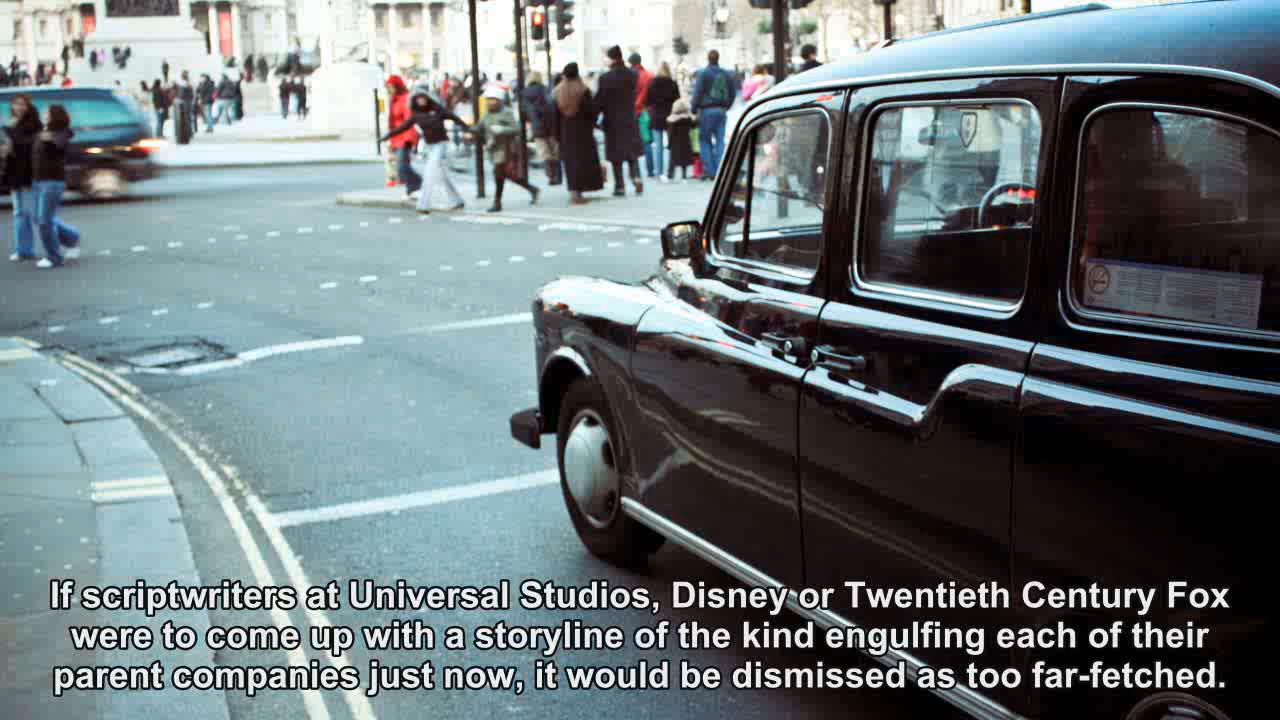 If scriptwriters at Universal Studios, Disney or Twentieth Century Fox
were to come up with a storyline of the kind engulfing each of their
parent companies just now, it would be dismissed as too far-fetched.